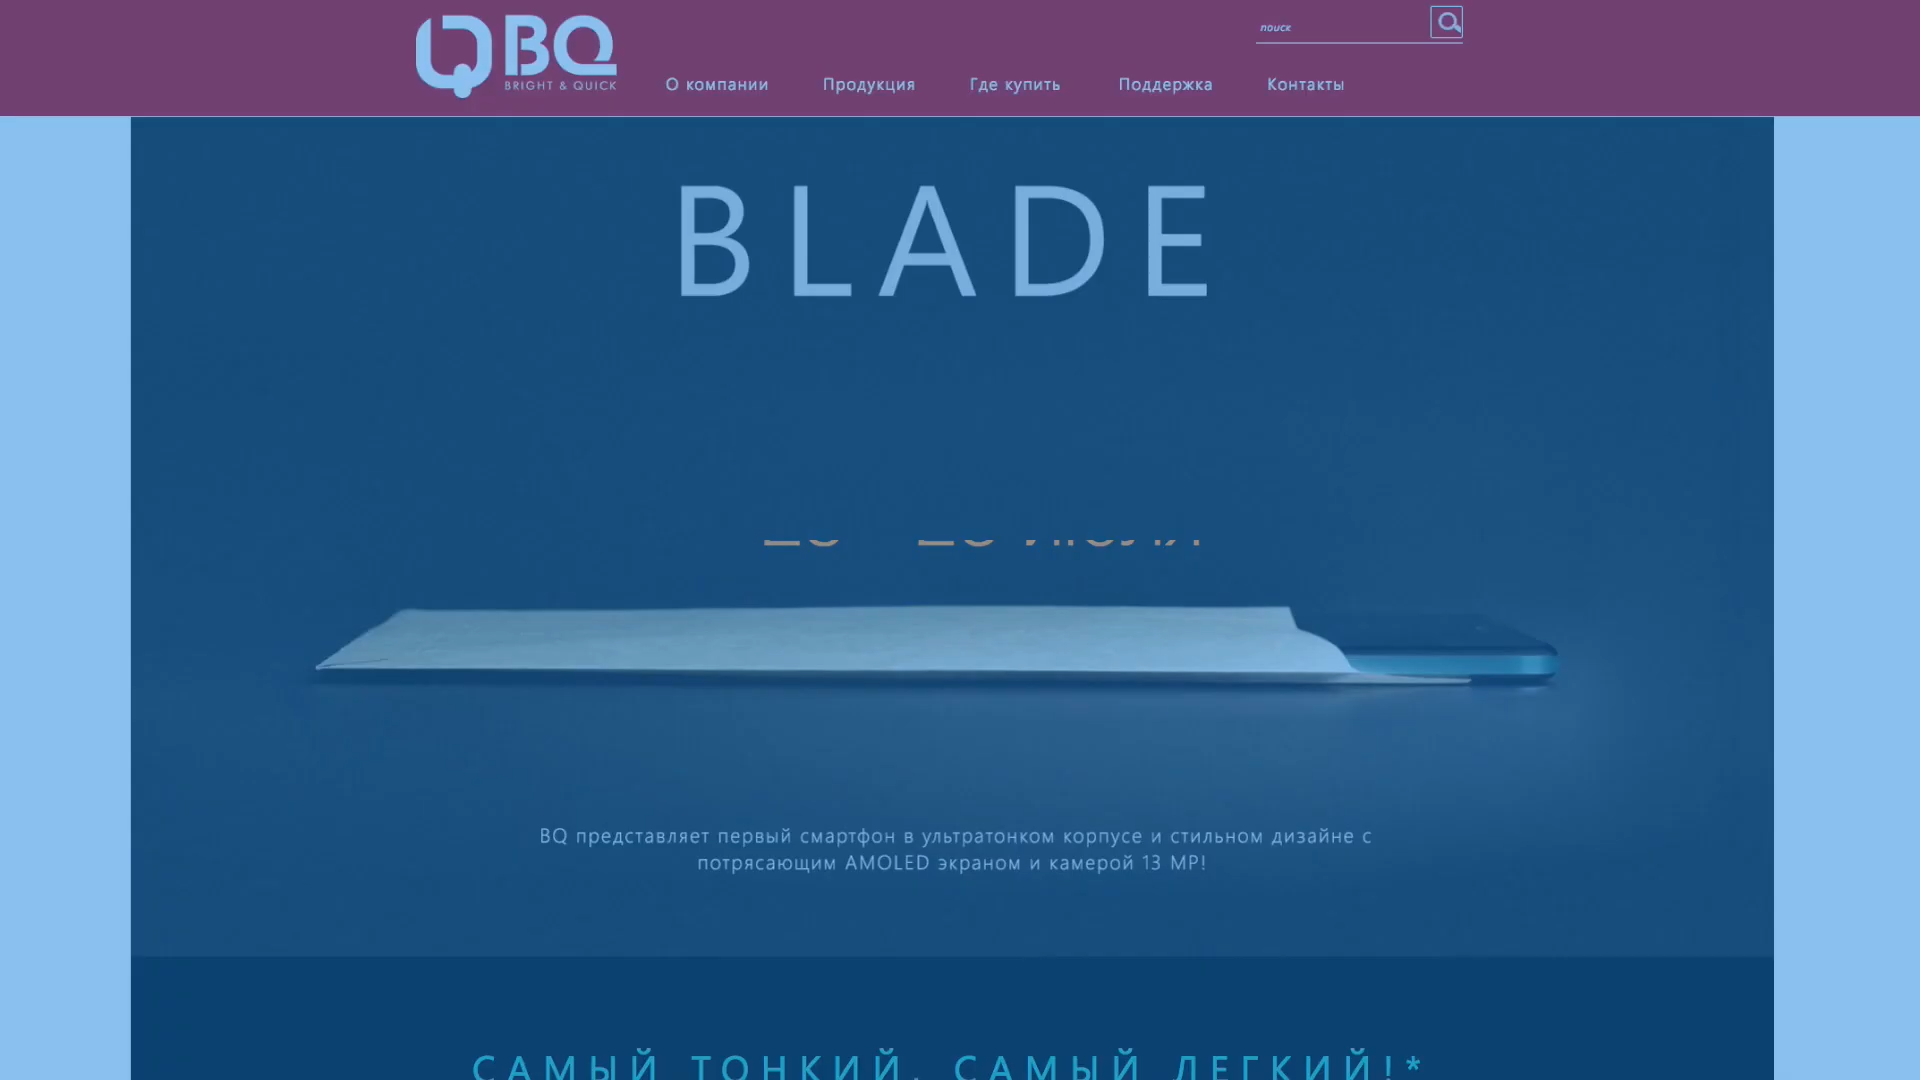 BQ
BRIGHT & QUICK
поиск
О компании
Продукция
Где купить
Поддержка
Контакты
BLADE
BQ представляет первый смартфон в ультратонком корпусе и стильном дизайне с
потрясающим AMOLED экраном и камерой 13 МР!
САМЫЙ ТОНКИЙ, САМЫЙ ЛЕГКИЙ!*